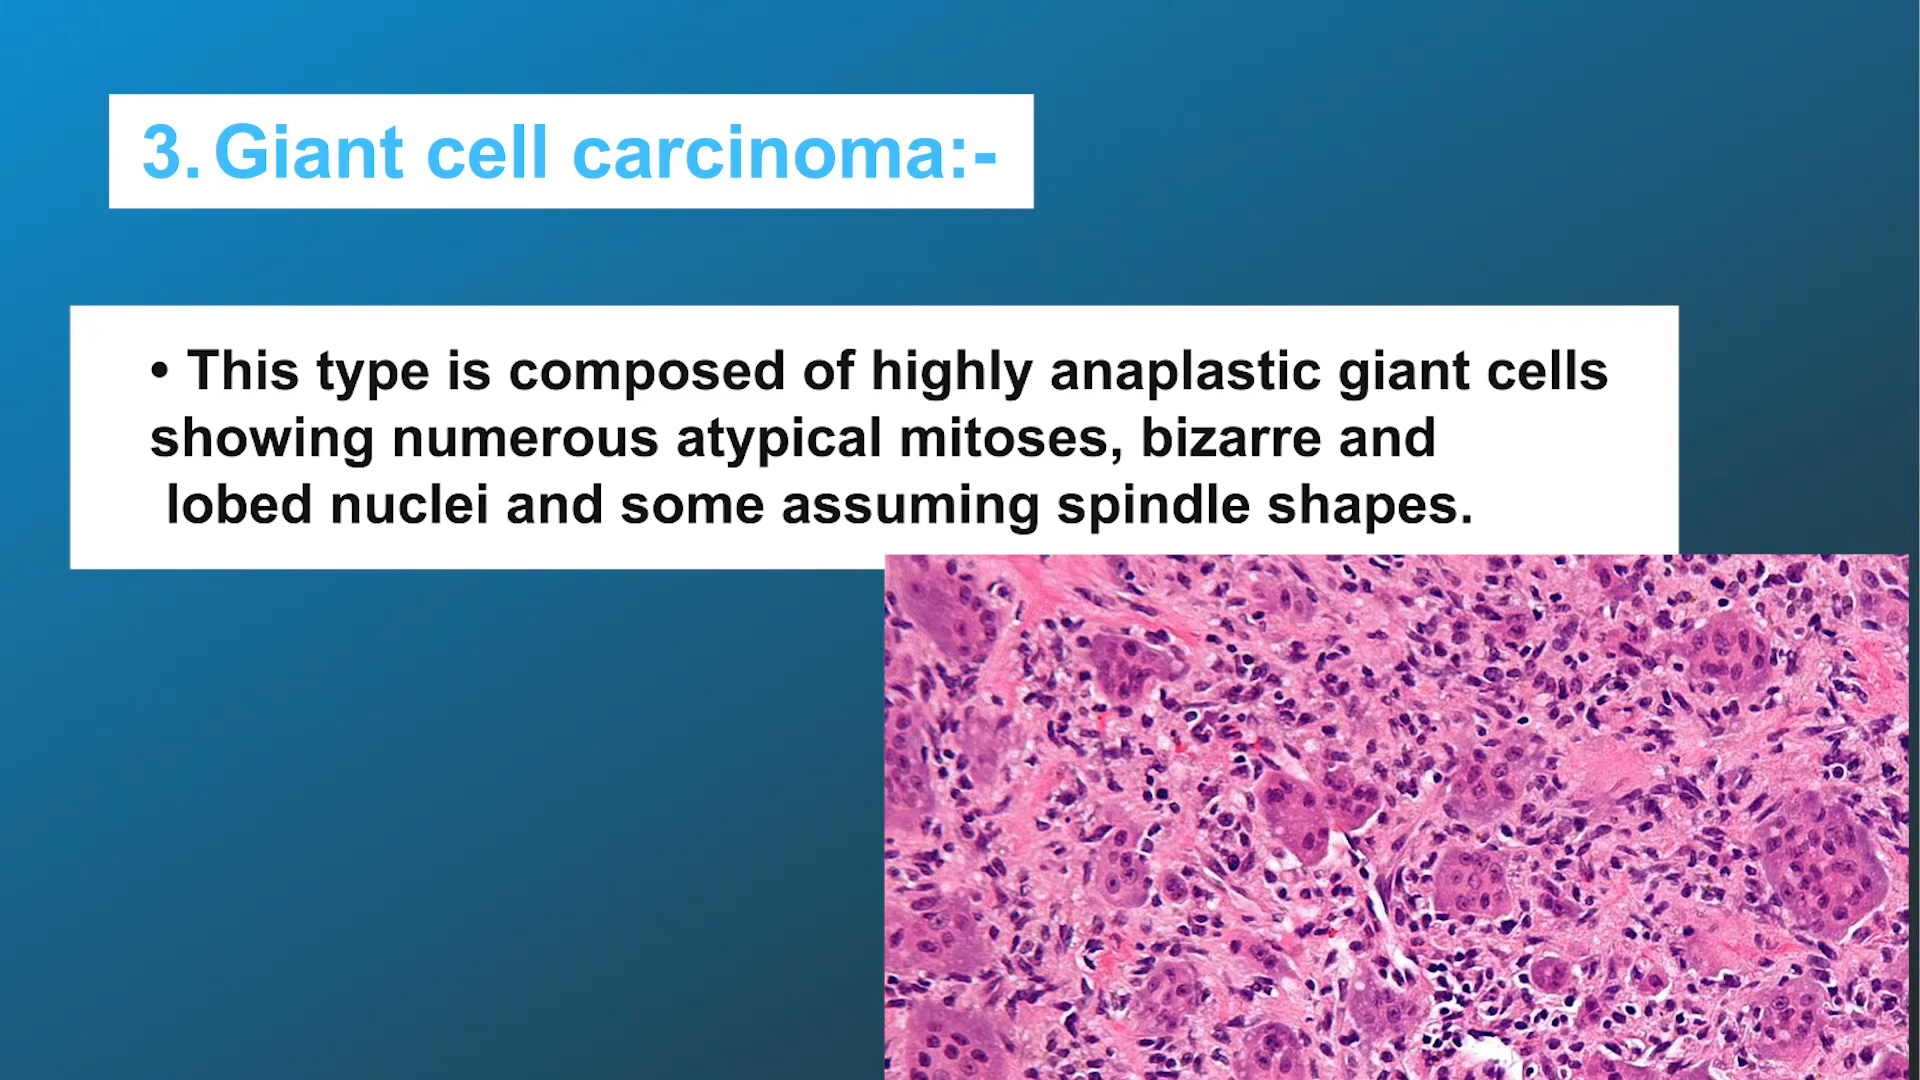 3. Giant cell carcinoma:-
• This type is composed of highly anaplastic giant cells
showing numerous atypical mitoses, bizarre and
lobed nuclei and some assuming spindle shapes.